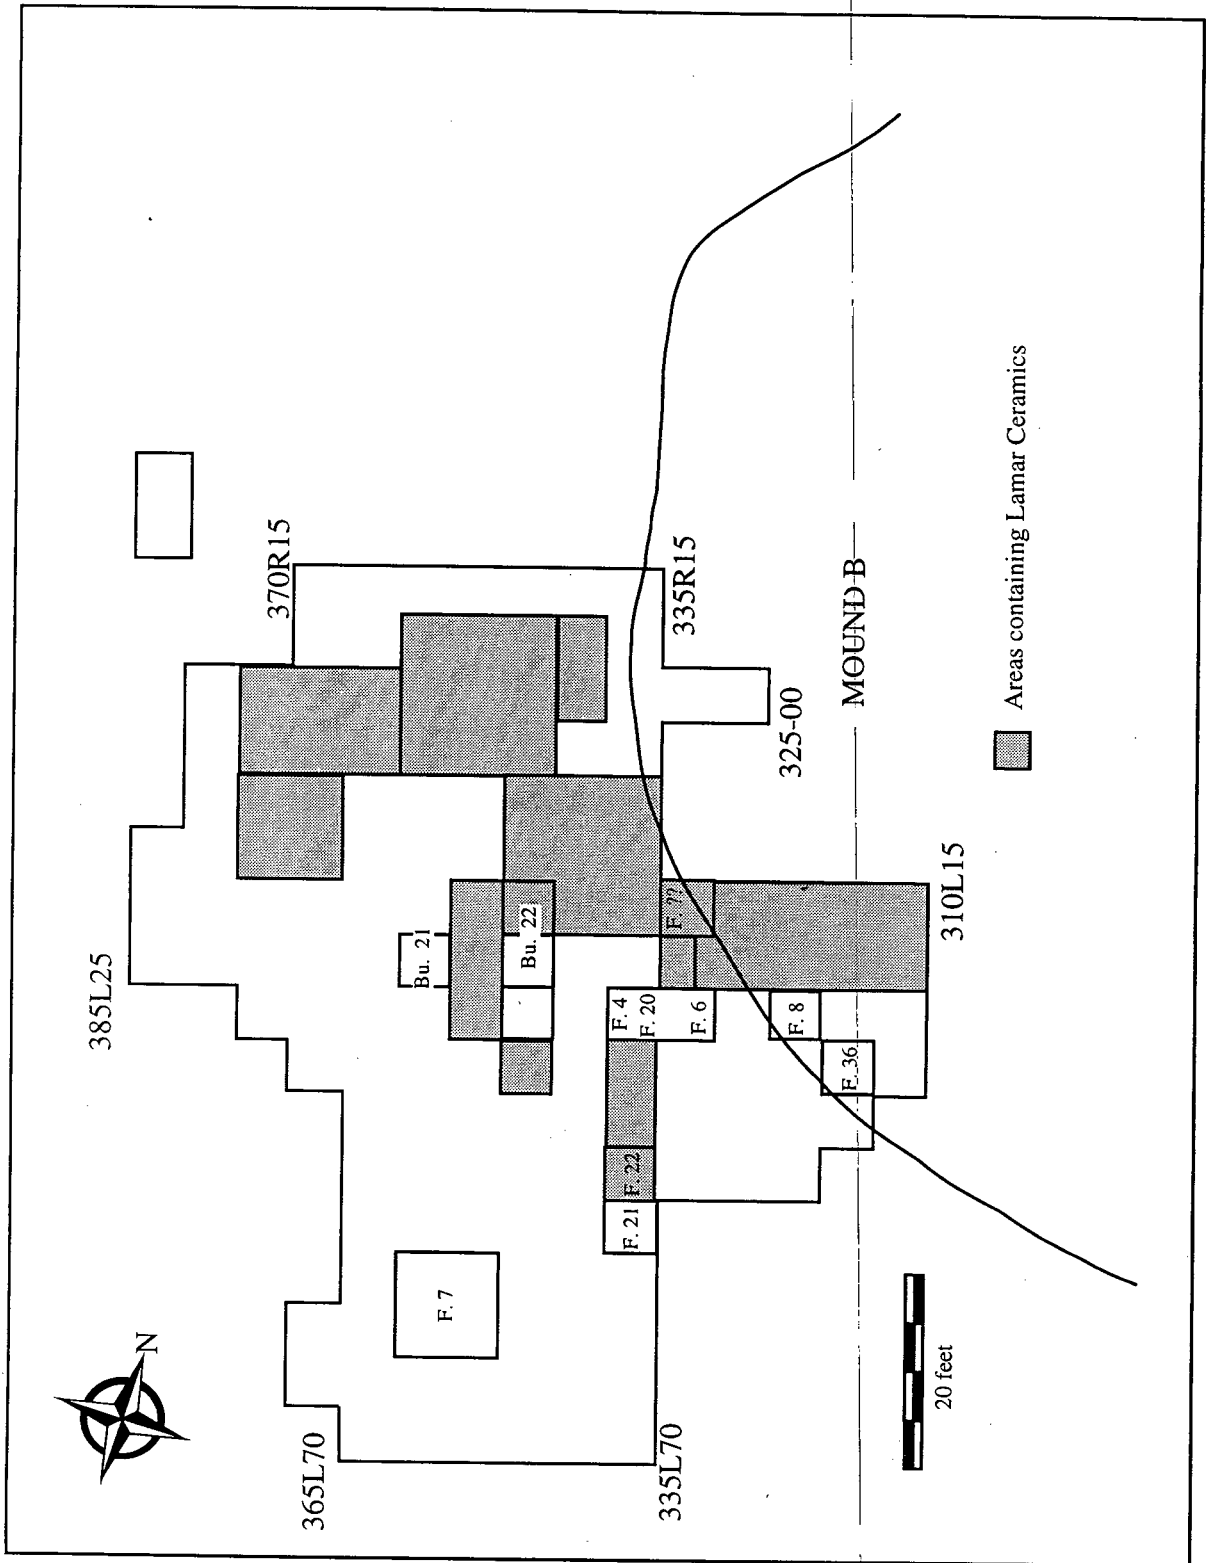 370R15
385L25
Bu. 21
Bu. 22
F. ??
335R15
325-00
MOUND B
310L15
F. 4
F. 20
F. 6
F. 8
F. 36
F. 22
F. 21
F. 7
N
365L70
335L70
20 feet
Areas containing Lamar Ceramics